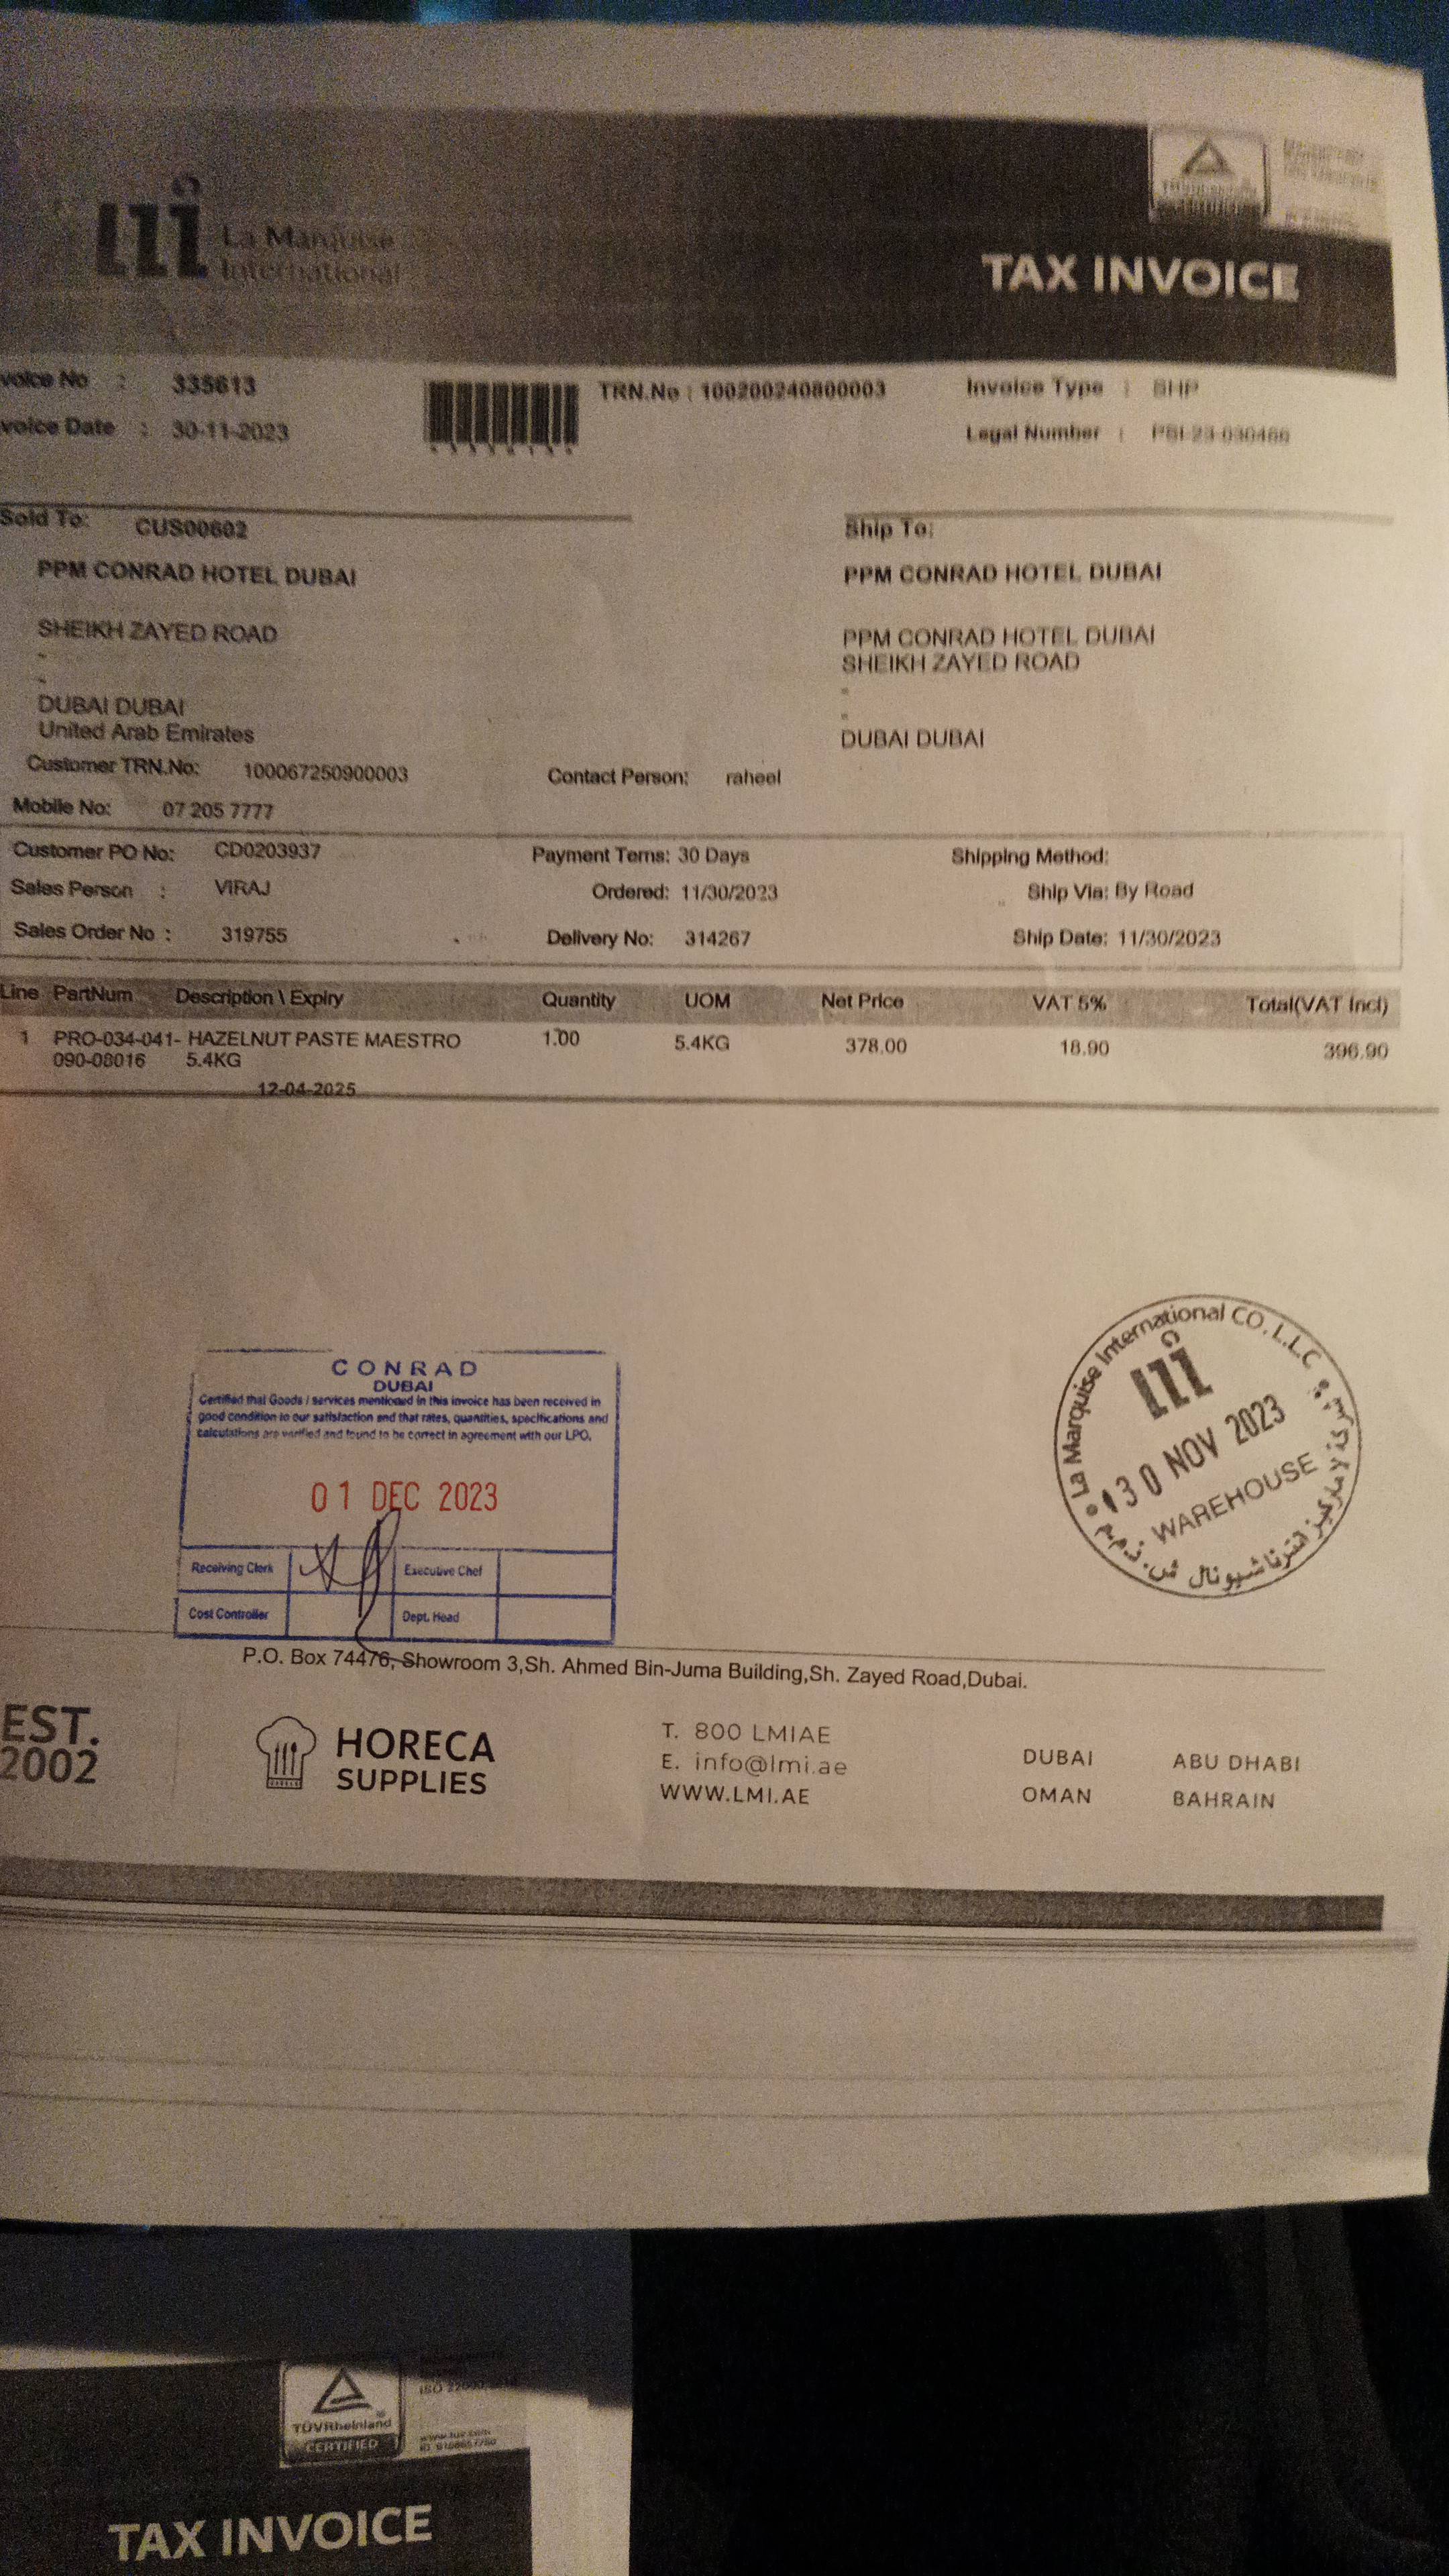 La Marquise
International
TAX INVOICE
voice No : 335613
TRN.No : 100200240800003
Invoice Type : SHP
voice Date : 30-11-2023
Legal Number :
Sold To: CUS00602
Ship To:
PPM CONRAD HOTEL DUBAI
PPM CONRAD HOTEL DUBAI
SHEIKH ZAYED ROAD
PPM CONRAD HOTEL DUBAI
SHEIKH ZAYED ROAD
-
-
-
-
DUBAI DUBAI
United Arab Emirates
DUBAI DUBAI
Customer TRN.No: 100067250900003
Contact Person: raheel
Mobile No: 07 205 7777
Customer PO No: CD0203937
Payment Terns: 30 Days
Shipping Method:
Sales Person : VIRAJ
Ordered: 11/30/2023
Ship Via: By Road
Sales Order No : 319755
Delivery No: 314267
Ship Date: 11/30/2023
Line PartNum Description \ Expiry Quantity UOM Net Price VAT 5% Total(VAT Incl)
1 PRO-034-041- HAZELNUT PASTE MAESTRO 1.00 5.4KG 378.00 18.90 396.90
090-08016 5.4KG
12-04-2025
CONRAD
DUBAI
Certified that Goods / services mentioned in this invoice has been received in
good condition to our satisfaction and that rates, quantities, specifications and
calculations are verified and found to be correct in agreement with our LPO.
01 DEC 2023
Receiving Clerk
Executive Chef
Cost Controller
Dept. Head
La Marquise International CO. L.L.C
30 NOV 2023
WAREHOUSE
شركة لا ماركيز انترناشيونال ش.ذ.م.م
P.O. Box 74476, Showroom 3,Sh. Ahmed Bin-Juma Building,Sh. Zayed Road,Dubai.
EST.
2002
HORECA
SUPPLIES
T. 800 LMIAE
E. info@lmi.ae
WWW.LMI.AE
DUBAI
ABU DHABI
OMAN
BAHRAIN
TÜVRheinland
CERTIFIED
TAX INVOICE